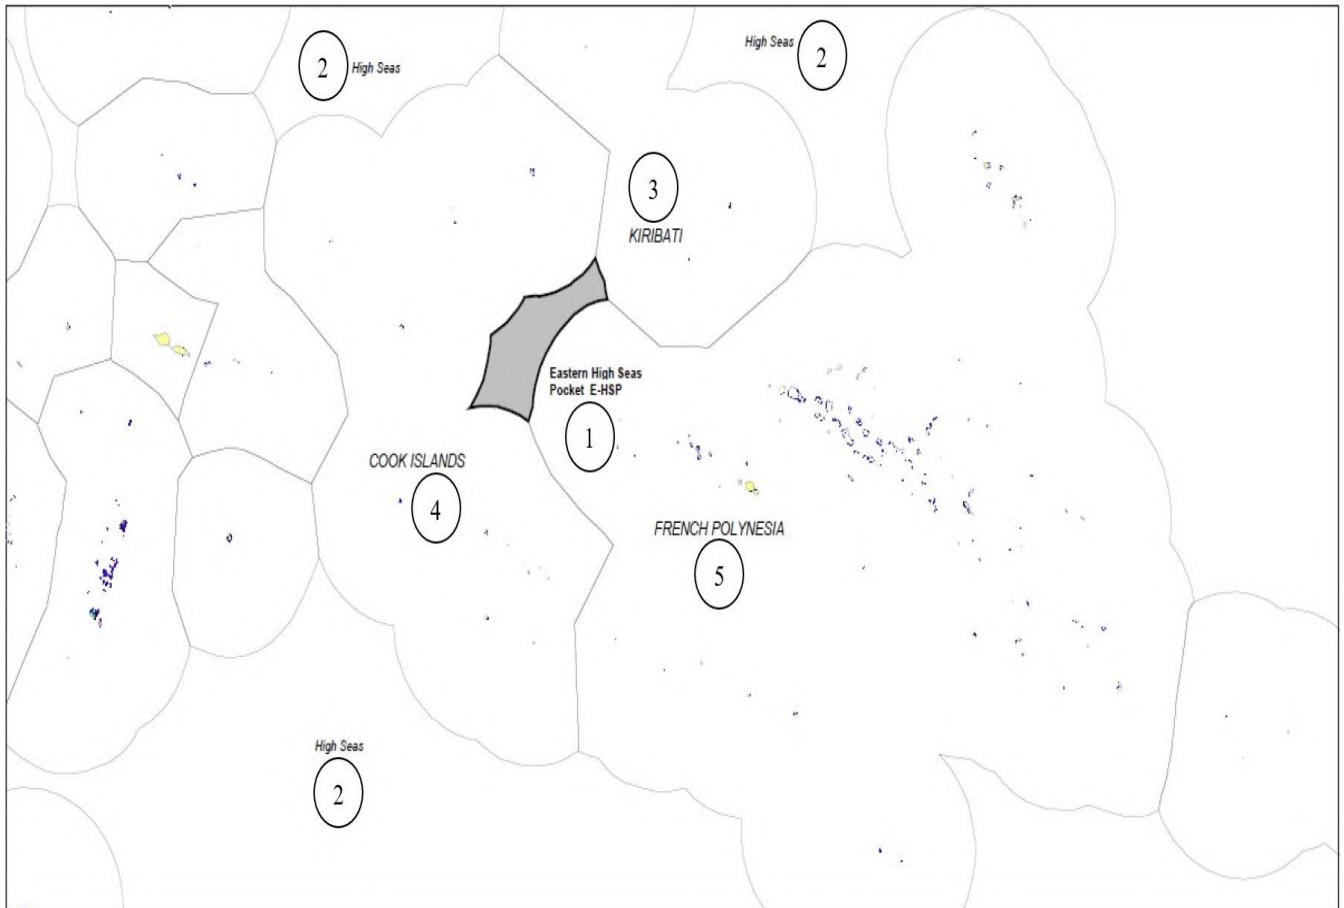 High Seas
2
2
High Seas
3
KIRIBATI
Eastern High Seas
Pocket E-HSP
1
COOK ISLANDS
4
FRENCH POLYNESIA
5
High Seas
2